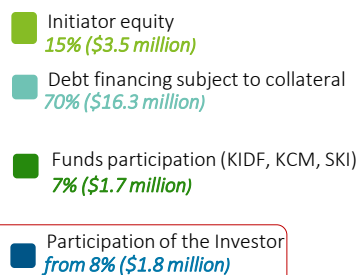 Initiator equity
15% ($3.5 million)
Debt financing subject to collateral
70% ($16.3 million)
Funds participation (KIDF, KCM, SKI)
7% ($1.7 million)
Participation of the Investor
from 8% ($1.8 million)